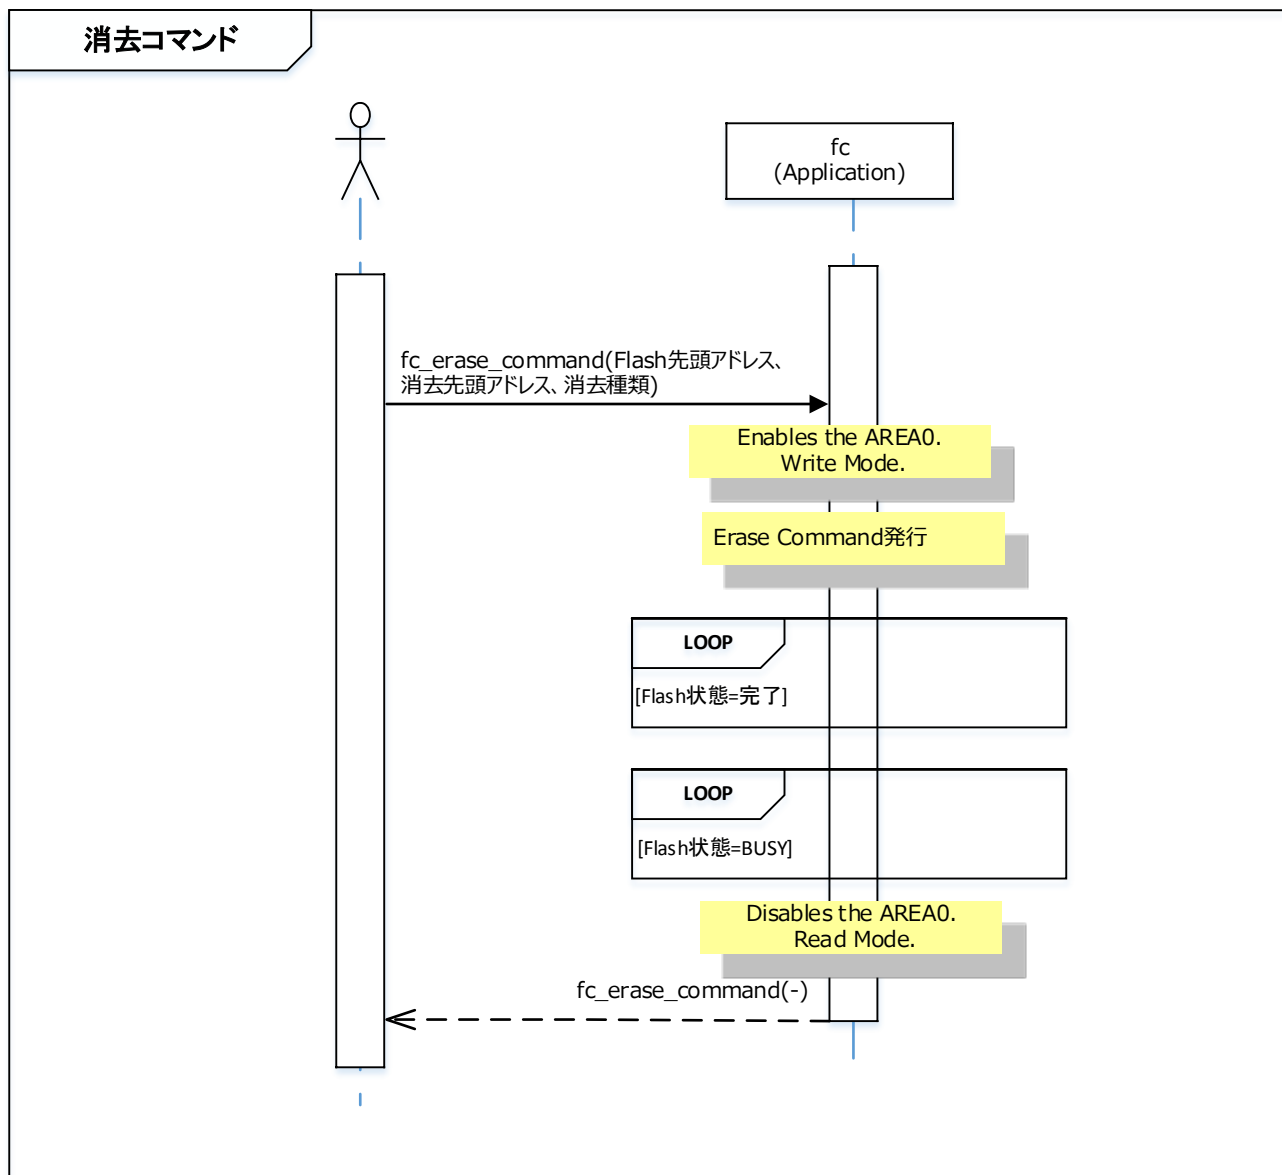 消去コマンド
fc
(Application)
fc_erase_command(Flash先頭アドレス、
消去先頭アドレス、消去種類)
Enables the AREA0.
Write Mode.
Erase Command発行
LOOP
[Flash状態=完了]
LOOP
[Flash状態=BUSY]
Disables the AREA0.
Read Mode.
fc_erase_command(-)